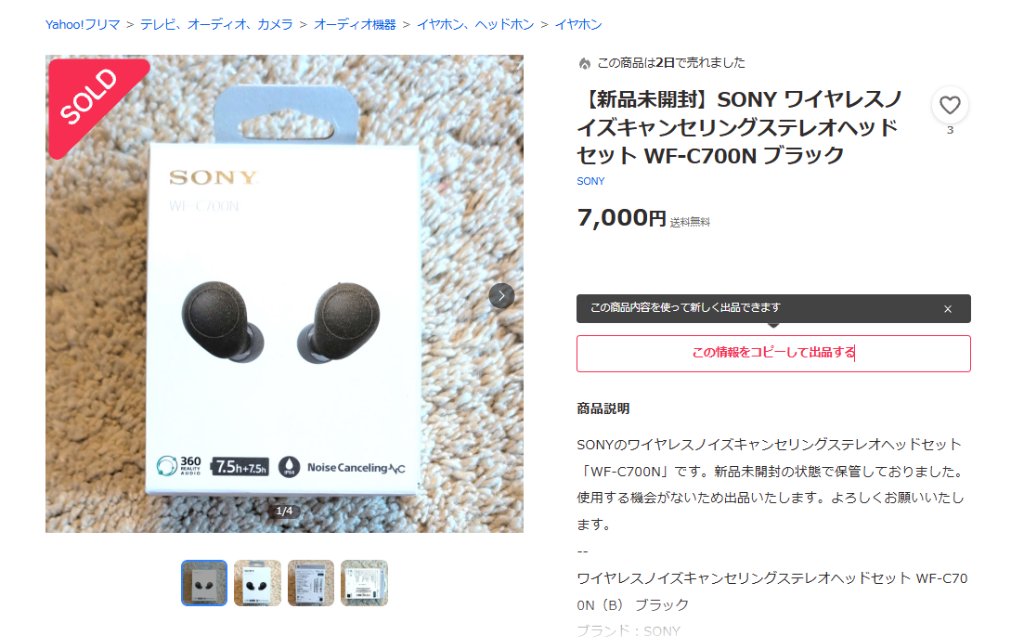 Yahoo!フリマ > テレビ、オーディオ、カメラ > オーディオ機器 > イヤホン、ヘッドホン > イヤホン
SOLD
SONY
WF-C700N
360
REALITY
AUDIO
7.5h+7.5h
IPX4
Noise Canceling
1/4
この商品は2日で売れました
【新品未開封】SONY ワイヤレスノ
イズキャンセリングステレオヘッド
セット WF-C700N ブラック
3
SONY
7,000円 送料無料
この商品内容を使って新しく出品できます ×
この情報をコピーして出品する
商品説明
SONYのワイヤレスノイズキャンセリングステレオヘッドセット
「WF-C700N」です。新品未開封の状態で保管しておりました。
使用する機会がないため出品いたします。よろしくお願いいたし
ます。
--
ワイヤレスノイズキャンセリングステレオヘッドセット WF-C70
0N（B） ブラック
ブランド：SONY